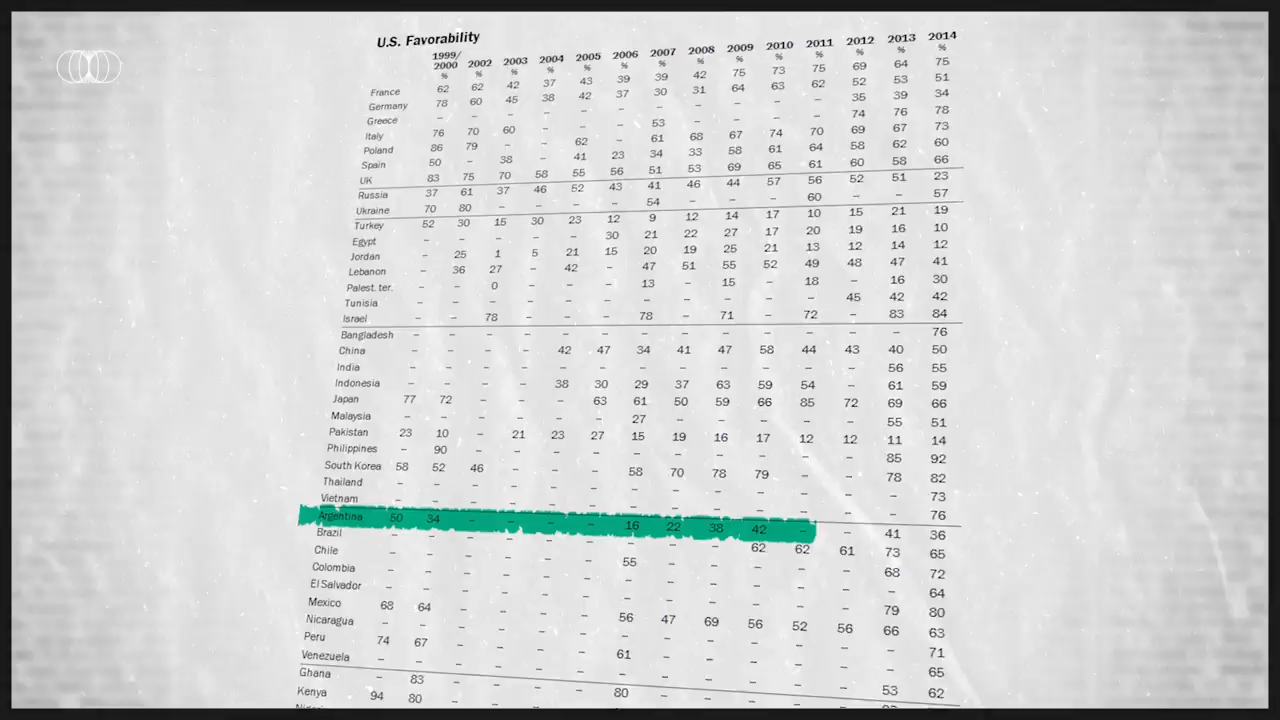 U.S. Favorability
1999/ 2000 2002 2003 2004 2005 2006 2007 2008 2009 2010 2011 2012 2013 2014
% % % % % % % % % % % % % %
France 62 62 42 37 43 39 39 42 75 73 75 69 64 75
Germany 78 60 45 38 42 37 30 31 64 63 62 52 53 51
Greece – – – – – – – – – – – 35 39 34
Italy 76 70 60 – – – 53 – – – – 74 76 78
Poland 86 79 – – 62 – 61 68 67 74 70 69 67 73
Spain 50 – 38 – 41 23 34 33 58 61 64 58 62 60
UK 83 75 70 58 55 56 51 53 69 65 61 60 58 66
Russia 37 61 37 46 52 43 41 46 44 57 56 52 51 23
Ukraine 70 80 – – – – 54 – – – 60 – – 57
Turkey 52 30 15 30 23 12 9 12 14 17 10 15 21 19
Egypt – – – – – 30 21 22 27 17 20 19 16 10
Jordan – 25 1 5 21 15 20 19 25 21 13 12 14 12
Lebanon – 36 27 – 42 – 47 51 55 52 49 48 47 41
Palest. ter. – – 0 – – – 13 – 15 – 18 – 16 30
Tunisia – – – – – – – – – – – 45 42 42
Israel – – 78 – – – 78 – 71 – 72 – 83 84
Bangladesh – – – – – – – – – – – – – 76
China – – – – 42 47 34 41 47 58 44 43 40 50
India – – – – – – – – – – – – 56 55
Indonesia – – – – 38 30 29 37 63 59 54 – 61 59
Japan 77 72 – – – 63 61 50 59 66 85 72 69 66
Malaysia – – – – – – 27 – – – – – 55 51
Pakistan 23 10 – 21 23 27 15 19 16 17 12 12 11 14
Philippines – 90 – – – – – – – – – – 85 92
South Korea 58 52 46 – – – 58 70 78 79 – – 78 82
Thailand – – – – – – – – – – – – – 73
Vietnam – – – – – – – – – – – – – 76
Argentina 50 34 – – – – 16 22 38 42 – – 41 36
Brazil – – – – – – – – – 62 62 61 73 65
Chile – – – – – – 55 – – – – – 68 72
Colombia – – – – – – – – – – – – – 64
El Salvador – – – – – – – – – – – – 79 80
Mexico 68 64 – – – – 56 47 69 56 52 56 66 63
Nicaragua – – – – – – – – – – – – – 71
Peru 74 67 – – – – 61 – – – – – – 65
Venezuela – – – – – – – – – – – – 53 62
Ghana – 83 – – – – 80
Kenya 94 80